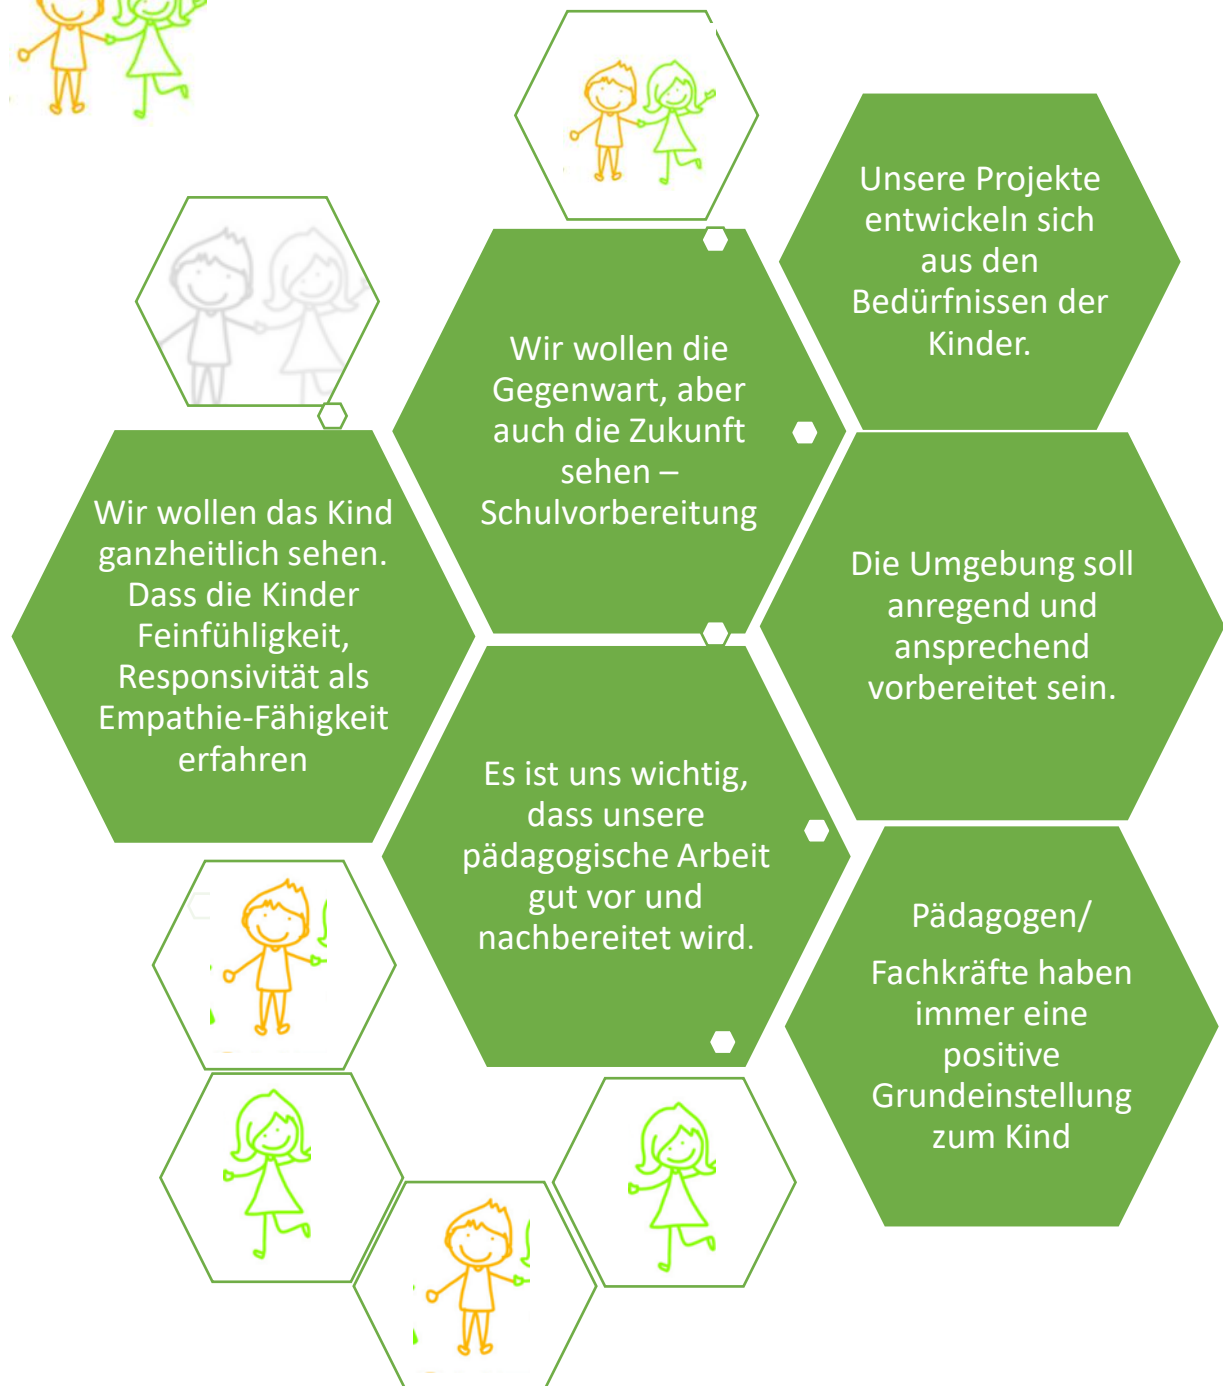 Unsere Projekte
entwickeln sich
aus den
Bedürfnissen der
Kinder.
Wir wollen die
Gegenwart, aber
auch die Zukunft
sehen –
Schulvorbereitung
Wir wollen das Kind
ganzheitlich sehen.
Dass die Kinder
Feinfühligkeit,
Responsivität als
Empathie-Fähigkeit
erfahren
Die Umgebung soll
anregend und
ansprechend
vorbereitet sein.
Es ist uns wichtig,
dass unsere
pädagogische Arbeit
gut vor und
nachbereitet wird.
Pädagogen/
Fachkräfte haben
immer eine
positive
Grundeinstellung
zum Kind